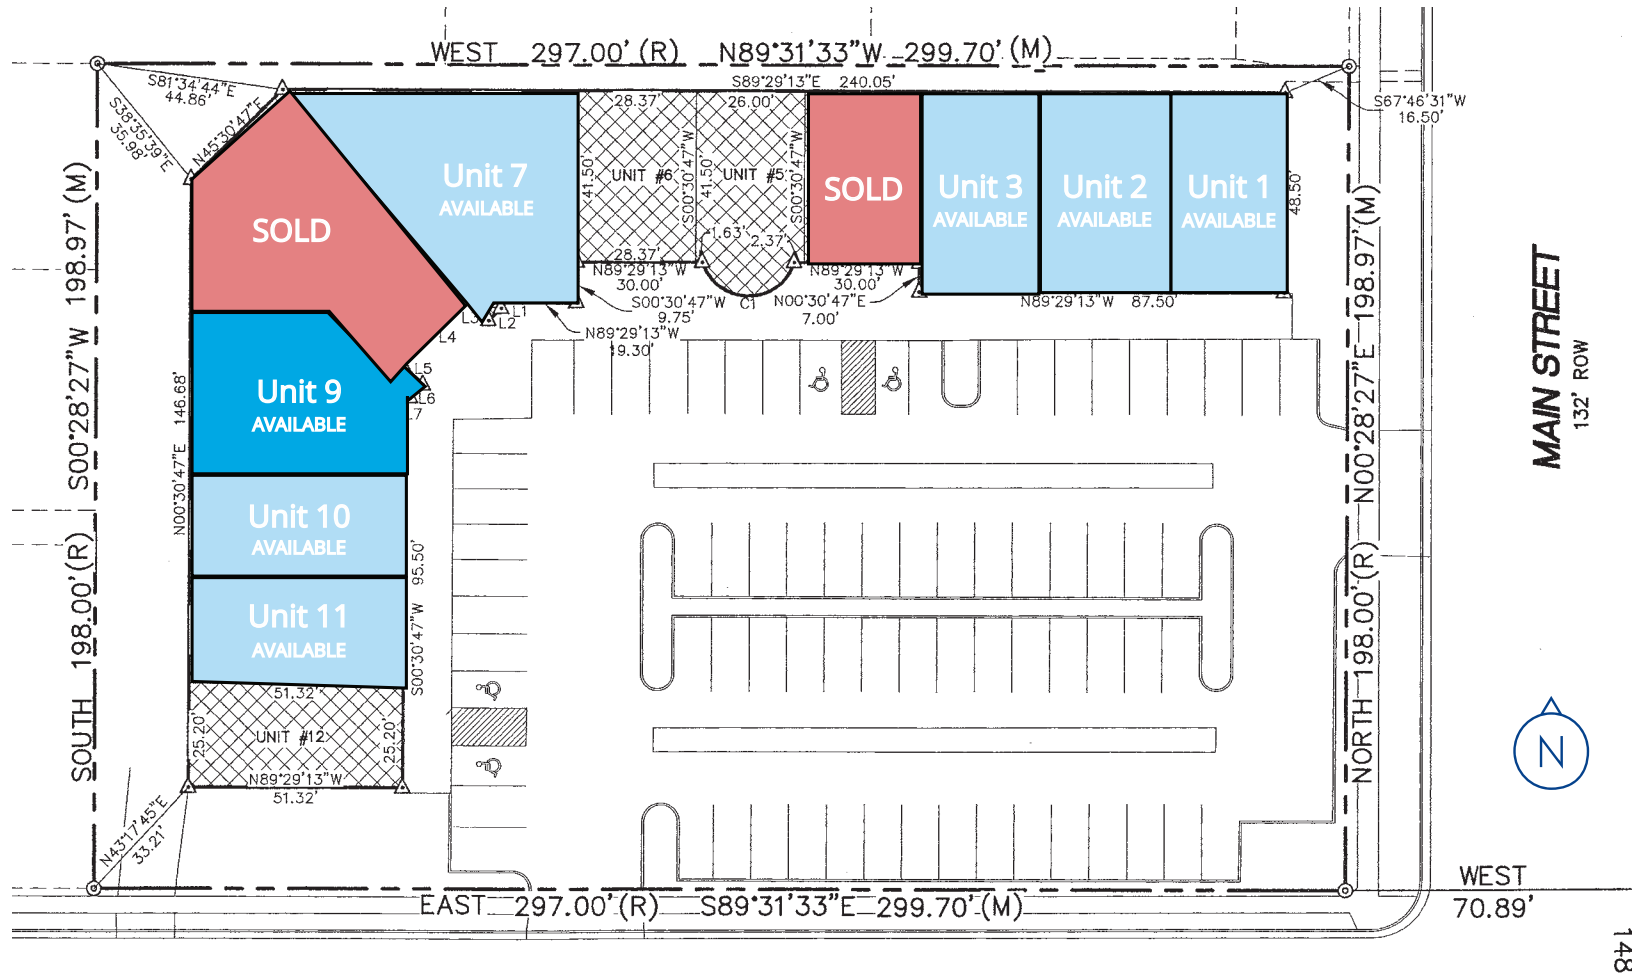 WEST 297.00' (R) N89°31'33"W 299.70' (M)
S89°29'13"E 240.05'
S81°34'44"E
44.86'
S38°35'39"E
35.98'
N45°30'47"E
S67°46'31"W
16.50'
28.37'
26.00'
41.50'
S00°30'47"W
41.50'
S00°30'47"W
48.50'
Unit 7
AVAILABLE
UNIT #6
UNIT #5
SOLD
Unit 3
AVAILABLE
Unit 2
AVAILABLE
Unit 1
AVAILABLE
SOLD
1.63'
2.37'
28.37'
N89°29'13"W
30.00'
S00°30'47"W
9.75'
C1
N89°29'13"W
30.00'
N00°30'47"E
7.00'
N89°29'13"W 87.50'
N89°29'13"W
19.30'
L1
L2
L3
L4
L5
L6
L7
Unit 9
AVAILABLE
Unit 10
AVAILABLE
Unit 11
AVAILABLE
N00°30'47"E 146.68'
S00°30'47"W 95.50'
51.32'
25.20'
UNIT #12
25.20'
N89°29'13"W
51.32'
N43°17'45"E
33.21'
SOUTH 198.00' (R) S00°28'27"W 198.97' (M)
NORTH 198.00' (R) N00°28'27"E 198.97' (M)
MAIN STREET
132' ROW
N
EAST 297.00' (R) S89°31'33"E 299.70' (M)
WEST
70.89'
148